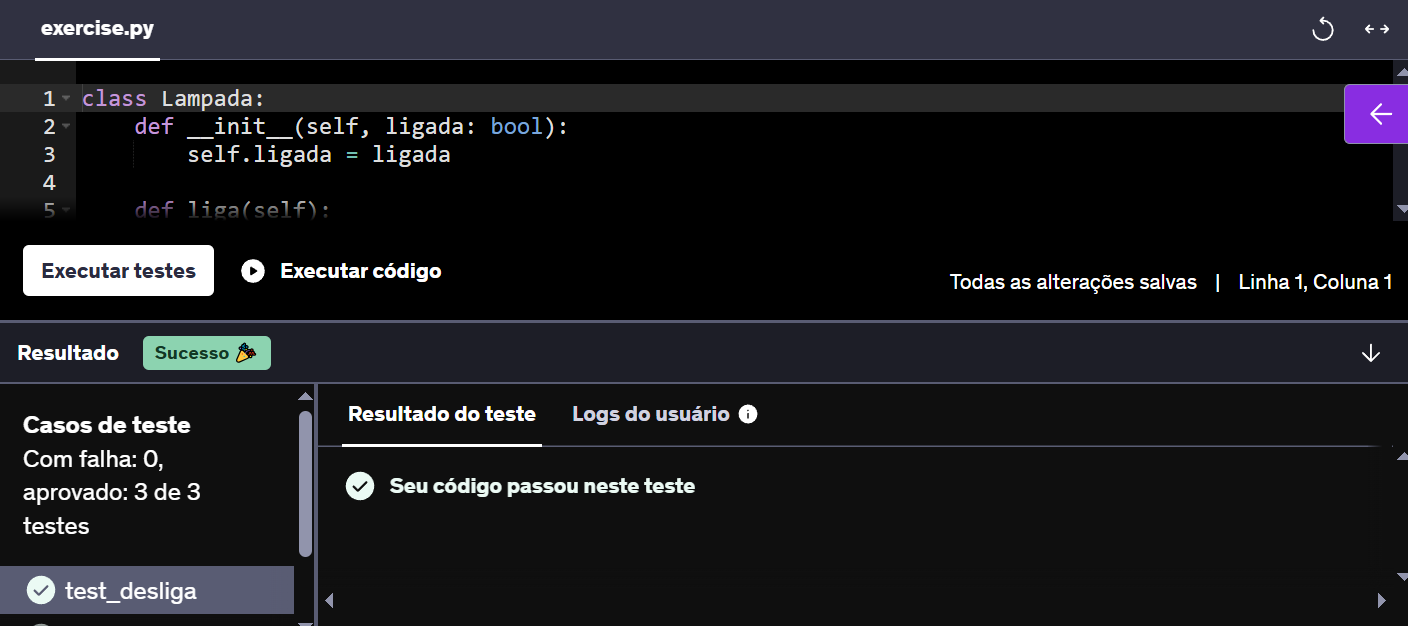 exercise.py
1 class Lampada:
2 def __init__(self, ligada: bool):
3 self.ligada = ligada
4
5 def liga(self):
Executar testes Executar código
Todas as alterações salvas | Linha 1, Coluna 1
Resultado Sucesso
Casos de teste
Com falha: 0,
aprovado: 3 de 3
testes
test_desliga
Resultado do teste Logs do usuário
Seu código passou neste teste